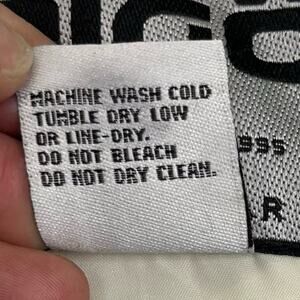 MACHINE WASH COLD
TUMBLE DRY LOW
OR LINE-DRY.
DO NOT BLEACH
DO NOT DRY CLEAN.
R